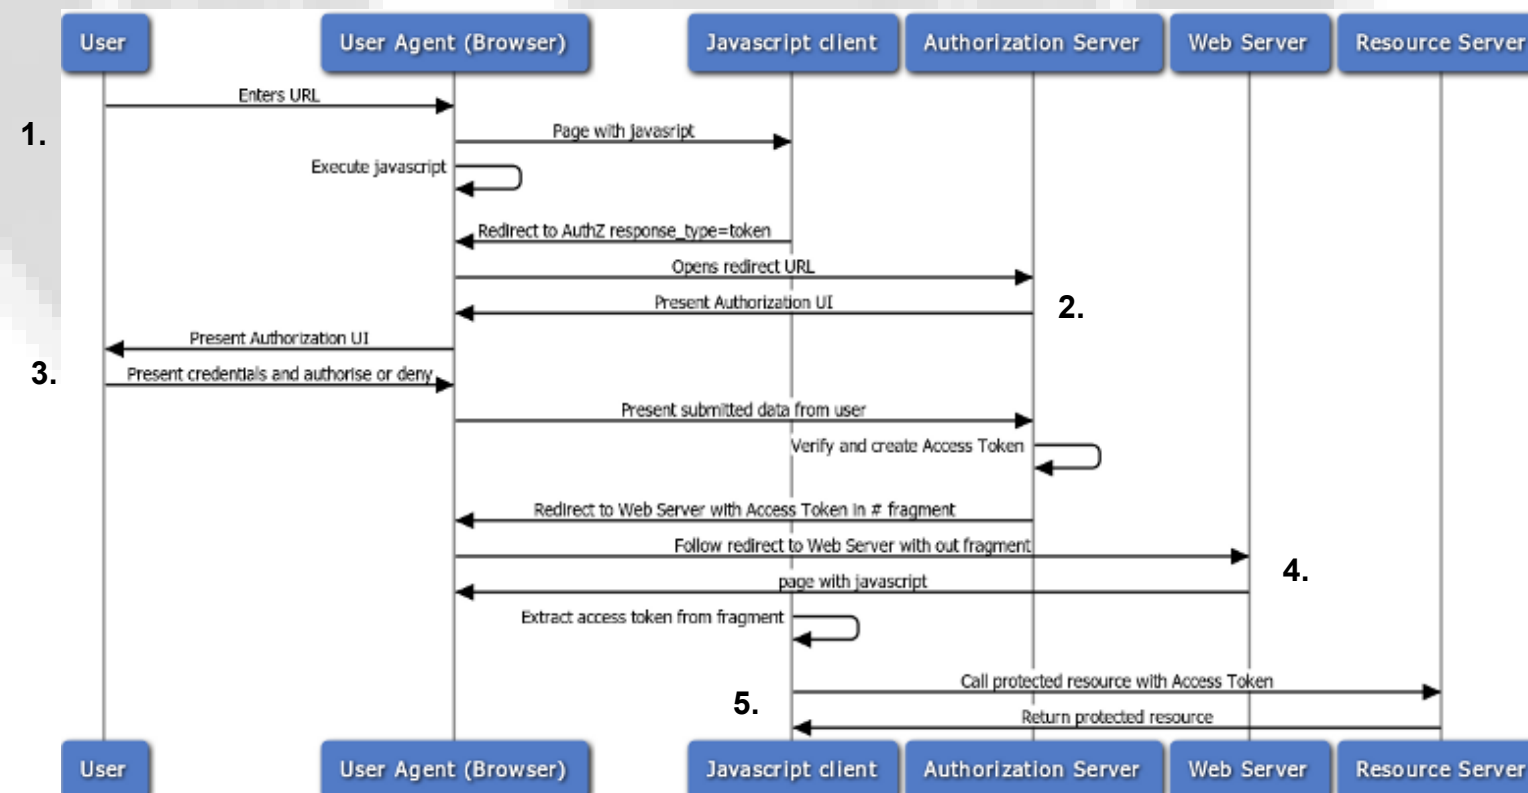 User
User Agent (Browser)
Javascript client
Authorization Server
Web Server
Resource Server
Enters URL
1.
Page with javasript
Execute javascript
Redirect to AuthZ response_type=token
Opens redirect URL
Present Authorization UI
2.
Present Authorization UI
3.
Present credentials and authorise or deny
Present submitted data from user
Verify and create Access Token
Redirect to Web Server with Access Token in # fragment
Follow redirect to Web Server with out fragment
4.
page with javascript
Extract access token from fragment
Call protected resource with Access Token
5.
Return protected resource
User
User Agent (Browser)
Javascript client
Authorization Server
Web Server
Resource Server